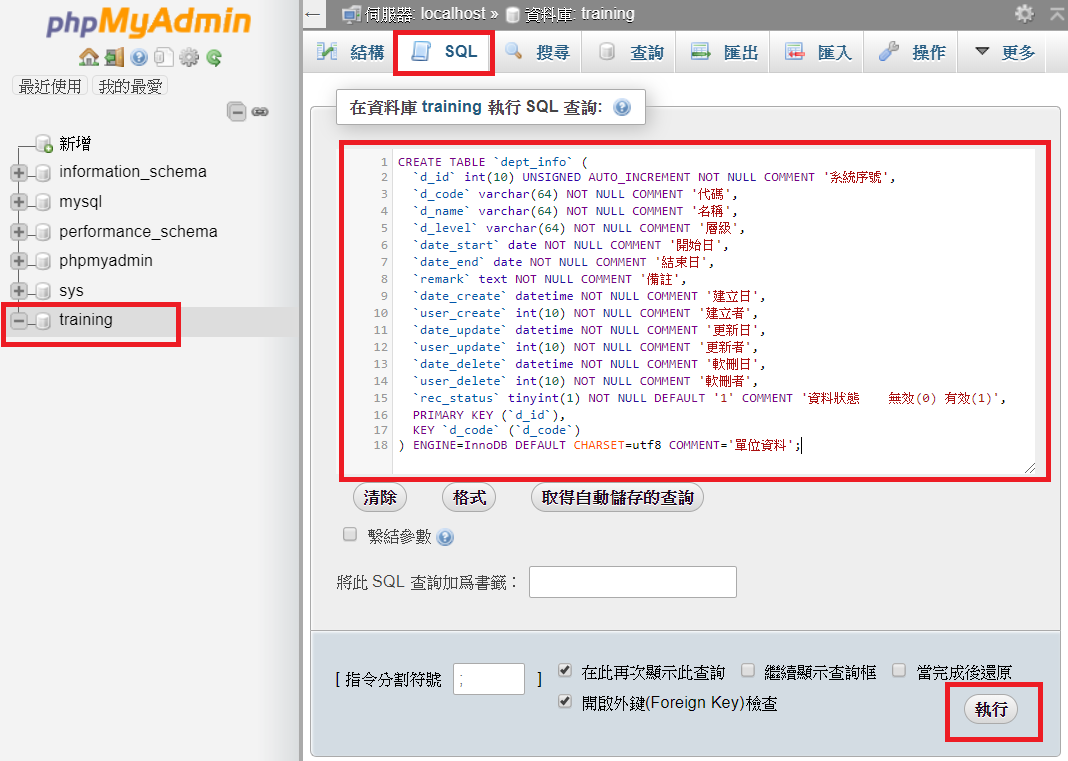 phpMyAdmin
最近使用 我的最愛
新增
information_schema
mysql
performance_schema
phpmyadmin
sys
training
伺服器: localhost » 資料庫: training
結構 SQL 搜尋 查詢 匯出 匯入 操作 更多
在資料庫 training 執行 SQL 查詢:
1 CREATE TABLE `dept_info` (
2 `d_id` int(10) UNSIGNED AUTO_INCREMENT NOT NULL COMMENT '系統序號',
3 `d_code` varchar(64) NOT NULL COMMENT '代碼',
4 `d_name` varchar(64) NOT NULL COMMENT '名稱',
5 `d_level` varchar(64) NOT NULL COMMENT '層級',
6 `date_start` date NOT NULL COMMENT '開始日',
7 `date_end` date NOT NULL COMMENT '結束日',
8 `remark` text NOT NULL COMMENT '備註',
9 `date_create` datetime NOT NULL COMMENT '建立日',
10 `user_create` int(10) NOT NULL COMMENT '建立者',
11 `date_update` datetime NOT NULL COMMENT '更新日',
12 `user_update` int(10) NOT NULL COMMENT '更新者',
13 `date_delete` datetime NOT NULL COMMENT '軟刪日',
14 `user_delete` int(10) NOT NULL COMMENT '軟刪者',
15 `rec_status` tinyint(1) NOT NULL DEFAULT '1' COMMENT '資料狀態 無效(0) 有效(1)',
16 PRIMARY KEY (`d_id`),
17 KEY `d_code` (`d_code`)
18 ) ENGINE=InnoDB DEFAULT CHARSET=utf8 COMMENT='單位資料';
清除 格式 取得自動儲存的查詢
繫結參數
將此 SQL 查詢加爲書籤：
[ 指令分割符號 ; ] 在此再次顯示此查詢 繼續顯示查詢框 當完成後還原
開啟外鍵(Foreign Key)檢查
執行